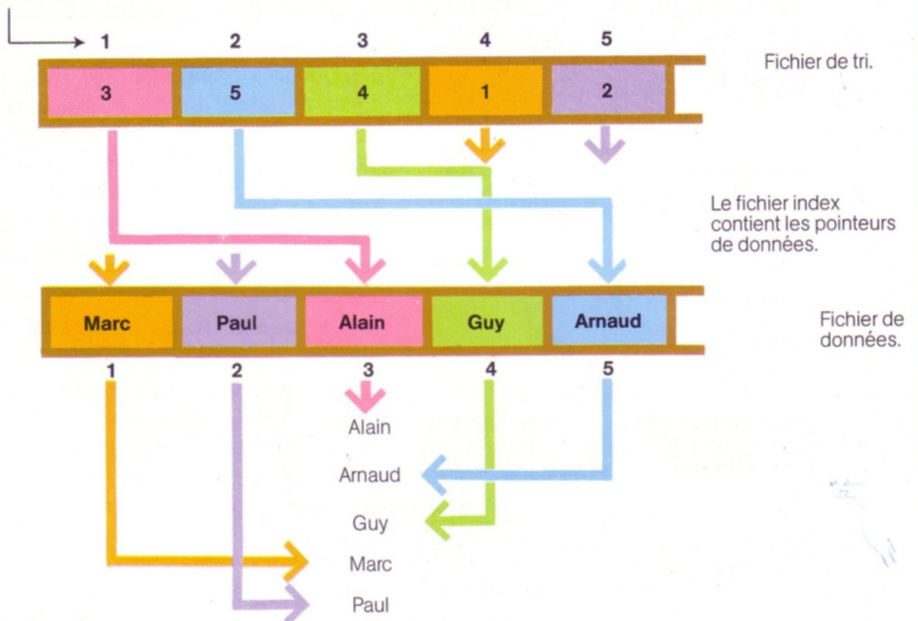 1 2 3 4 5
Fichier de tri.
3 5 4 1 2
Le fichier index
contient les pointeurs
de données.
Marc Paul Alain Guy Arnaud
Fichier de
données.
1 2 3 4 5
Alain
Arnaud
Guy
Marc
Paul